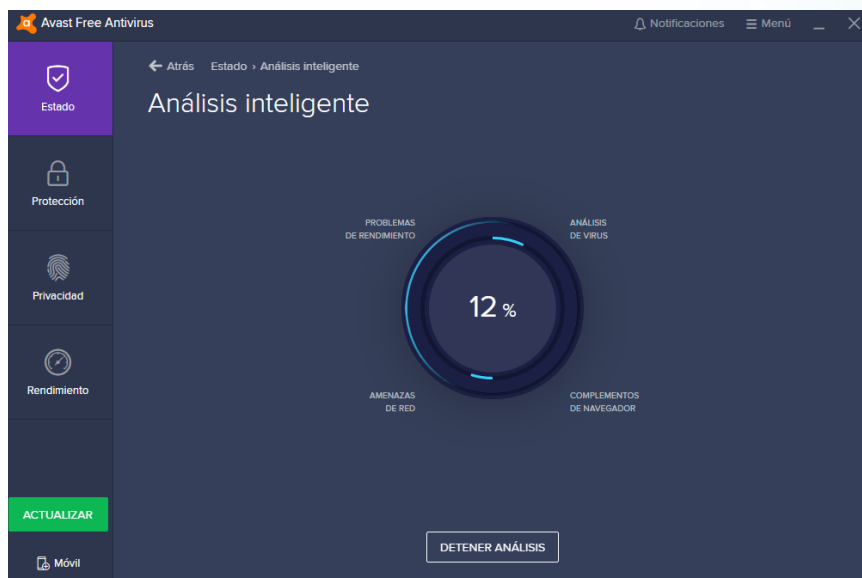 Avast Free Antivirus
Notificaciones
Menú
Estado
Protección
Privacidad
Rendimiento
ACTUALIZAR
Móvil
Atrás Estado › Análisis inteligente
Análisis inteligente
PROBLEMAS
DE RENDIMIENTO
ANÁLISIS
DE VIRUS
12 %
AMENAZAS
DE RED
COMPLEMENTOS
DE NAVEGADOR
DETENER ANÁLISIS